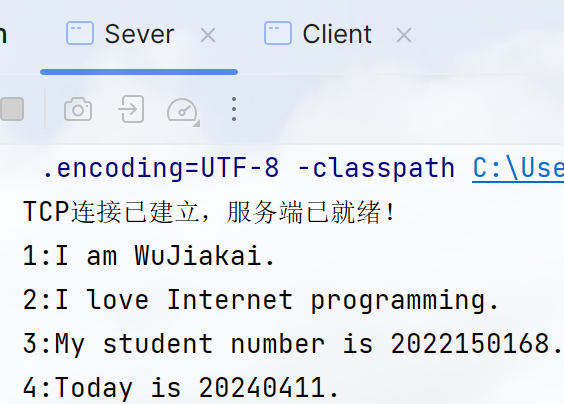 n Sever Client
.encoding=UTF-8 -classpath C:\Use
TCP连接已建立，服务端已就绪！
1:I am WuJiakai.
2:I love Internet programming.
3:My student number is 2022150168.
4:Today is 20240411.